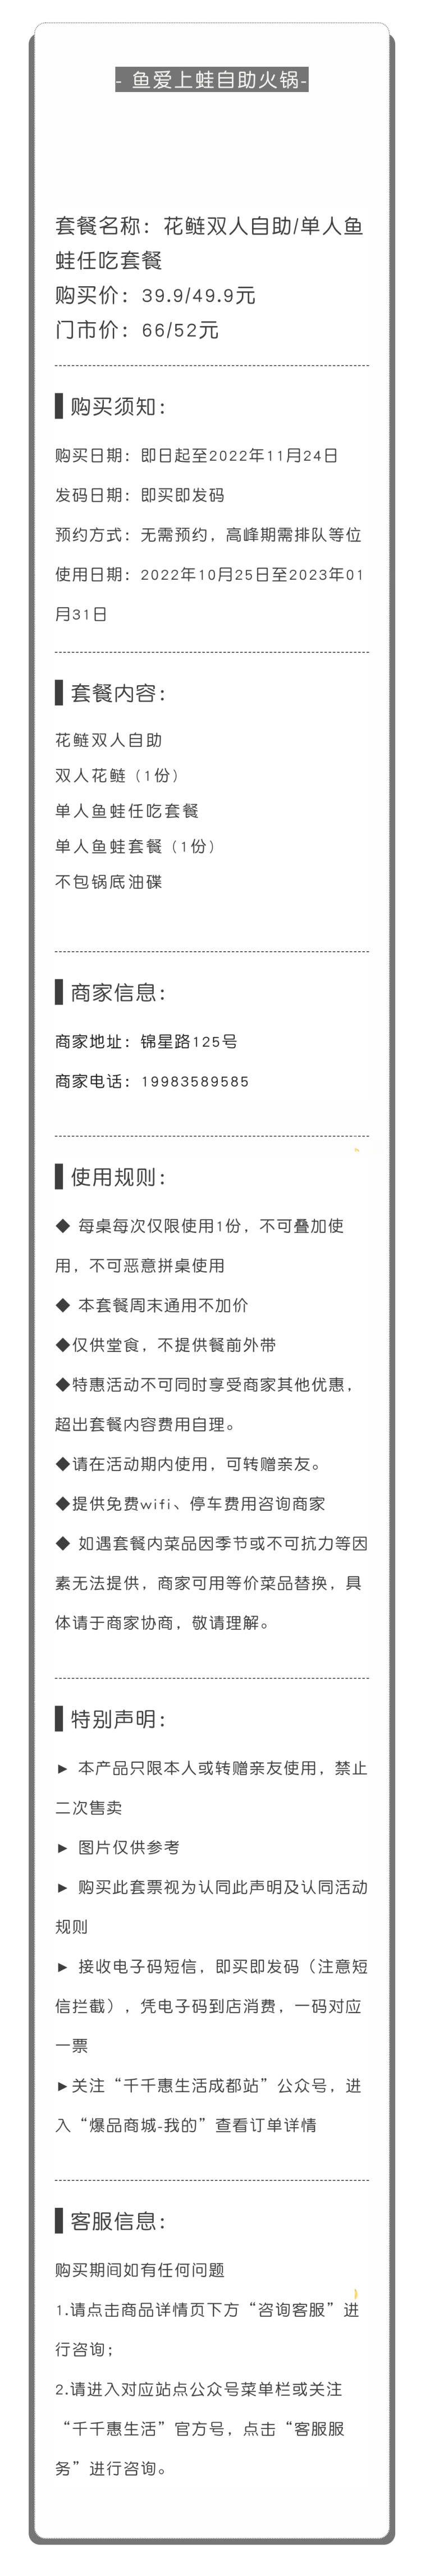 - 鱼爱上蛙自助火锅-
套餐名称：花鲢双人自助/单人鱼
蛙任吃套餐
购买价：39.9/49.9元
门市价：66/52元
购买须知：
购买日期：即日起至2022年11月24日
发码日期：即买即发码
预约方式：无需预约，高峰期需排队等位
使用日期：2022年10月25日至2023年01
月31日
套餐内容：
花鲢双人自助
双人花鲢（1份）
单人鱼蛙任吃套餐
单人鱼蛙套餐（1份）
不包锅底油碟
商家信息：
商家地址：锦星路125号
商家电话：19983589585
使用规则：
◆ 每桌每次仅限使用1份，不可叠加使
用，不可恶意拼桌使用
◆ 本套餐周末通用不加价
◆仅供堂食，不提供餐前外带
◆特惠活动不可同时享受商家其他优惠，
超出套餐内容费用自理。
◆请在活动期内使用，可转赠亲友。
◆提供免费wifi、停车费用咨询商家
◆ 如遇套餐内菜品因季节或不可抗力等因
素无法提供，商家可用等价菜品替换，具
体请于商家协商，敬请理解。
特别声明：
► 本产品只限本人或转赠亲友使用，禁止
二次售卖
► 图片仅供参考
► 购买此套票视为认同此声明及认同活动
规则
► 接收电子码短信，即买即发码（注意短
信拦截），凭电子码到店消费，一码对应
一票
►关注“千千惠生活成都站”公众号，进
入“爆品商城-我的”查看订单详情
客服信息：
购买期间如有任何问题
1.请点击商品详情页下方“咨询客服”进
行咨询；
2.请进入对应站点公众号菜单栏或关注
“千千惠生活”官方号，点击“客服服
务”进行咨询。